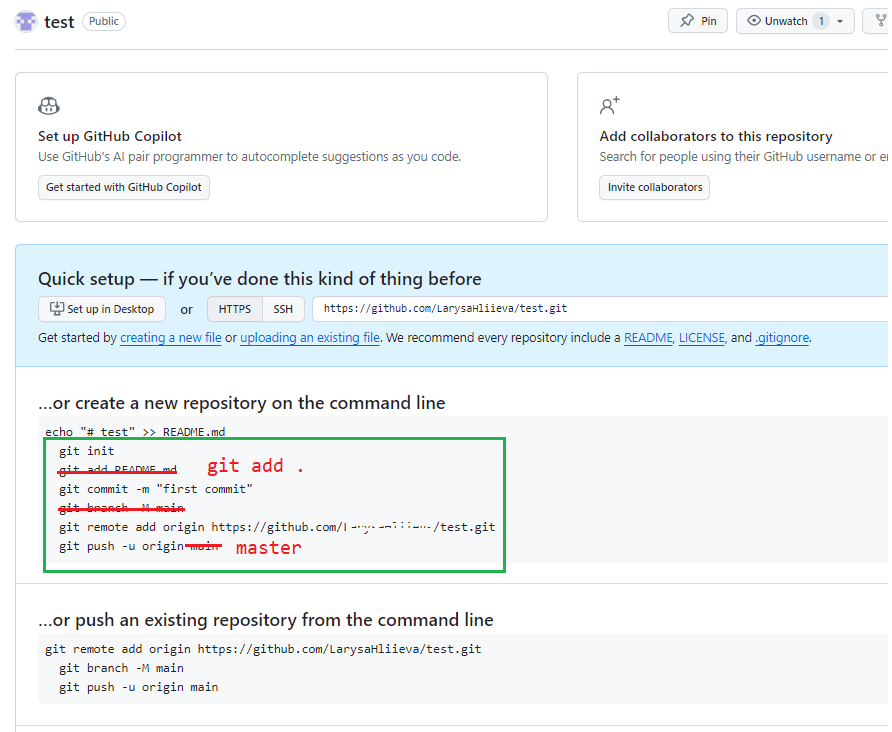 test Public Pin Unwatch 1
Set up GitHub Copilot
Use GitHub's AI pair programmer to autocomplete suggestions as you code.
Get started with GitHub Copilot
Add collaborators to this repository
Search for people using their GitHub username or
Invite collaborators
Quick setup — if you've done this kind of thing before
Set up in Desktop or HTTPS SSH https://github.com/LarysaHliieva/test.git
Get started by creating a new file or uploading an existing file. We recommend every repository include a README, LICENSE, and .gitignore.
...or create a new repository on the command line
echo "# test" >> README.md
git init
git add README.md git add .
git commit -m "first commit"
git branch -M main
git remote add origin https://github.com/ /test.git
git push -u origin main master
...or push an existing repository from the command line
git remote add origin https://github.com/LarysaHliieva/test.git
git branch -M main
git push -u origin main